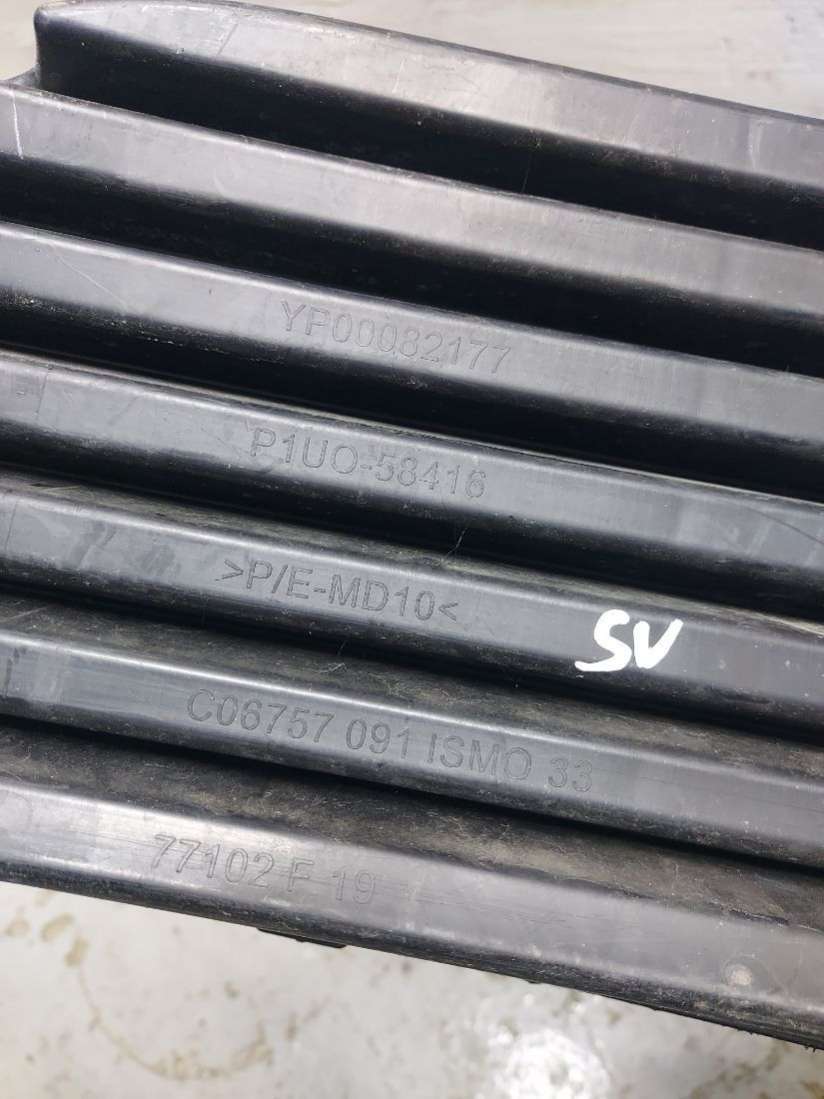 YP00082177
P1UO-58416
>P/E-MD10<
SV
C06757 091 ISMO 33
77102 F 19